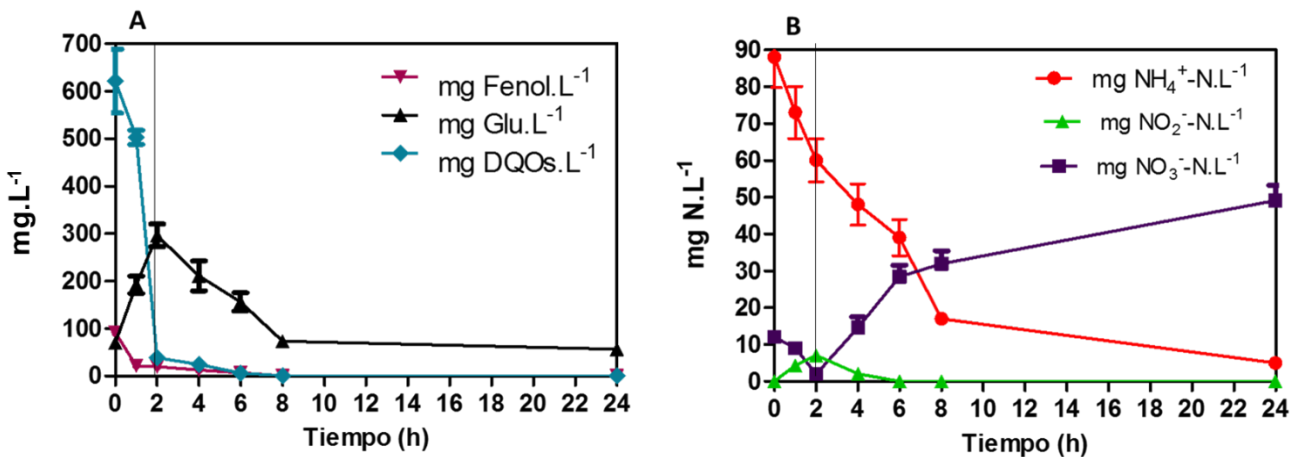 A
mg.L⁻¹
700
600
500
400
300
200
100
0
mg Fenol.L⁻¹
mg Glu.L⁻¹
mg DQOs.L⁻¹
0 2 4 6 8 10 12 14 16 18 20 22 24
Tiempo (h)
B
mg N.L⁻¹
90
80
70
60
50
40
30
20
10
0
mg NH₄⁺-N.L⁻¹
mg NO₂⁻-N.L⁻¹
mg NO₃⁻-N.L⁻¹
0 2 4 6 8 10 12 14 16 18 20 22 24
Tiempo (h)